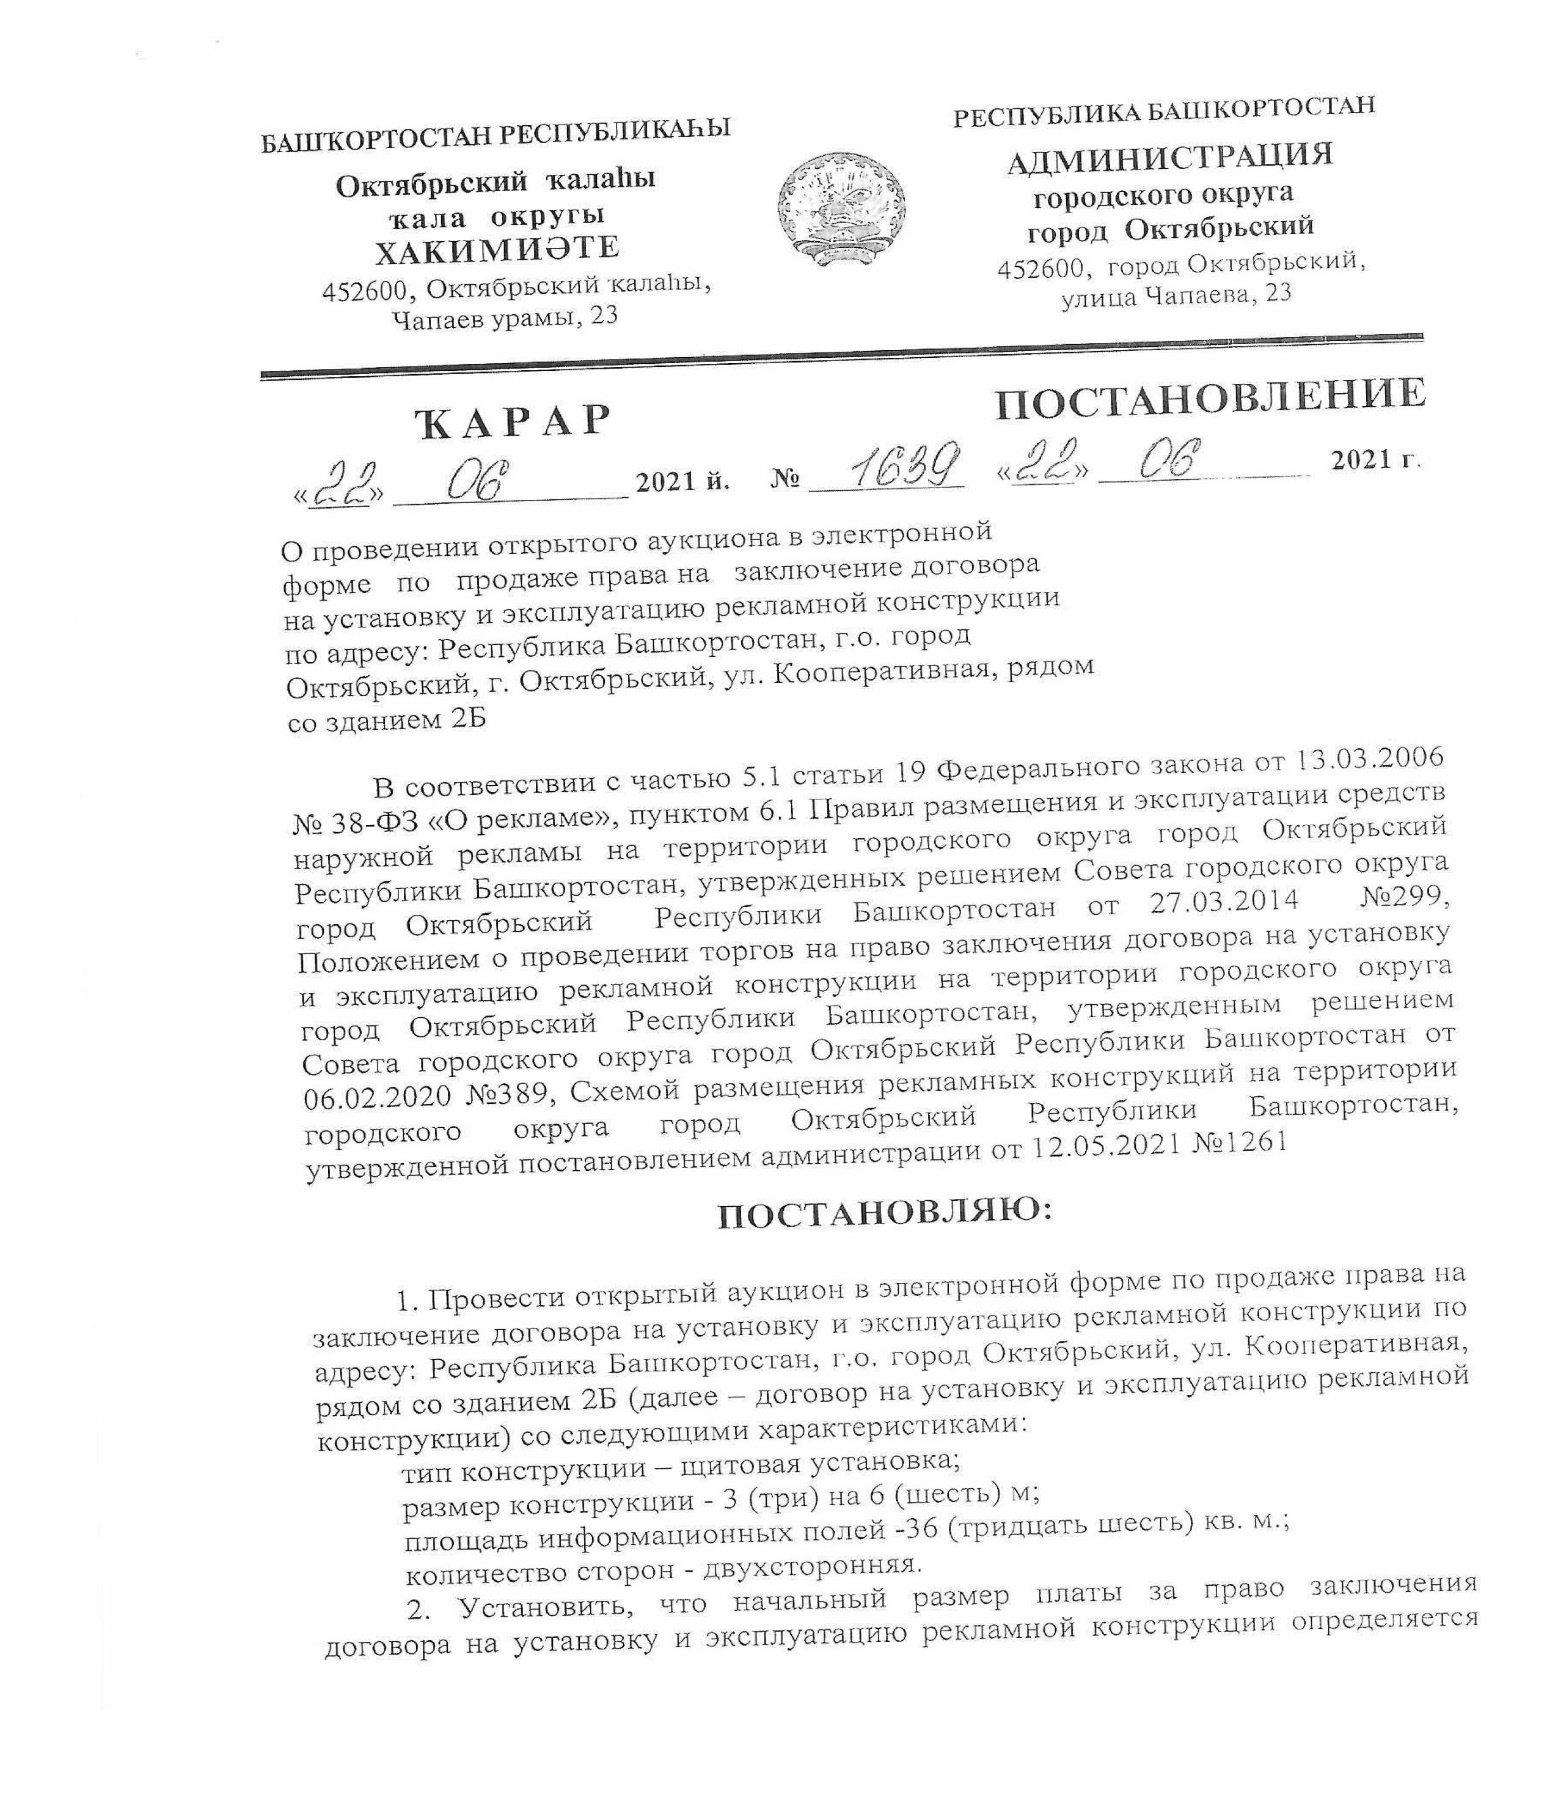 БАШҠОРТОСТАН РЕСПУБЛИКАҺЫ
Октябрьский ҡалаһы
ҡала округы
ХАКИМИӘТЕ
452600, Октябрьский ҡалаһы,
Чапаев урамы, 23
РЕСПУБЛИКА БАШКОРТОСТАН
АДМИНИСТРАЦИЯ
городского округа
город Октябрьский
452600, город Октябрьский,
улица Чапаева, 23
ҠАРАР
ПОСТАНОВЛЕНИЕ
«22» 06 2021 й. № 1639 «22» 06 2021 г.
О проведении открытого аукциона в электронной
форме по продаже права на заключение договора
на установку и эксплуатацию рекламной конструкции
по адресу: Республика Башкортостан, г.о. город
Октябрьский, г. Октябрьский, ул. Кооперативная, рядом
со зданием 2Б
В соответствии с частью 5.1 статьи 19 Федерального закона от 13.03.2006
№ 38-ФЗ «О рекламе», пунктом 6.1 Правил размещения и эксплуатации средств
наружной рекламы на территории городского округа город Октябрьский
Республики Башкортостан, утвержденных решением Совета городского округа
город Октябрьский Республики Башкортостан от 27.03.2014 №299,
Положением о проведении торгов на право заключения договора на установку
и эксплуатацию рекламной конструкции на территории городского округа
город Октябрьский Республики Башкортостан, утвержденным решением
Совета городского округа город Октябрьский Республики Башкортостан от
06.02.2020 №389, Схемой размещения рекламных конструкций на территории
городского округа город Октябрьский Республики Башкортостан,
утвержденной постановлением администрации от 12.05.2021 №1261
ПОСТАНОВЛЯЮ:
1. Провести открытый аукцион в электронной форме по продаже права на
заключение договора на установку и эксплуатацию рекламной конструкции по
адресу: Республика Башкортостан, г.о. город Октябрьский, ул. Кооперативная,
рядом со зданием 2Б (далее – договор на установку и эксплуатацию рекламной
конструкции) со следующими характеристиками:
тип конструкции – щитовая установка;
размер конструкции - 3 (три) на 6 (шесть) м;
площадь информационных полей -36 (тридцать шесть) кв. м.;
количество сторон - двухсторонняя.
2. Установить, что начальный размер платы за право заключения
договора на установку и эксплуатацию рекламной конструкции определяется